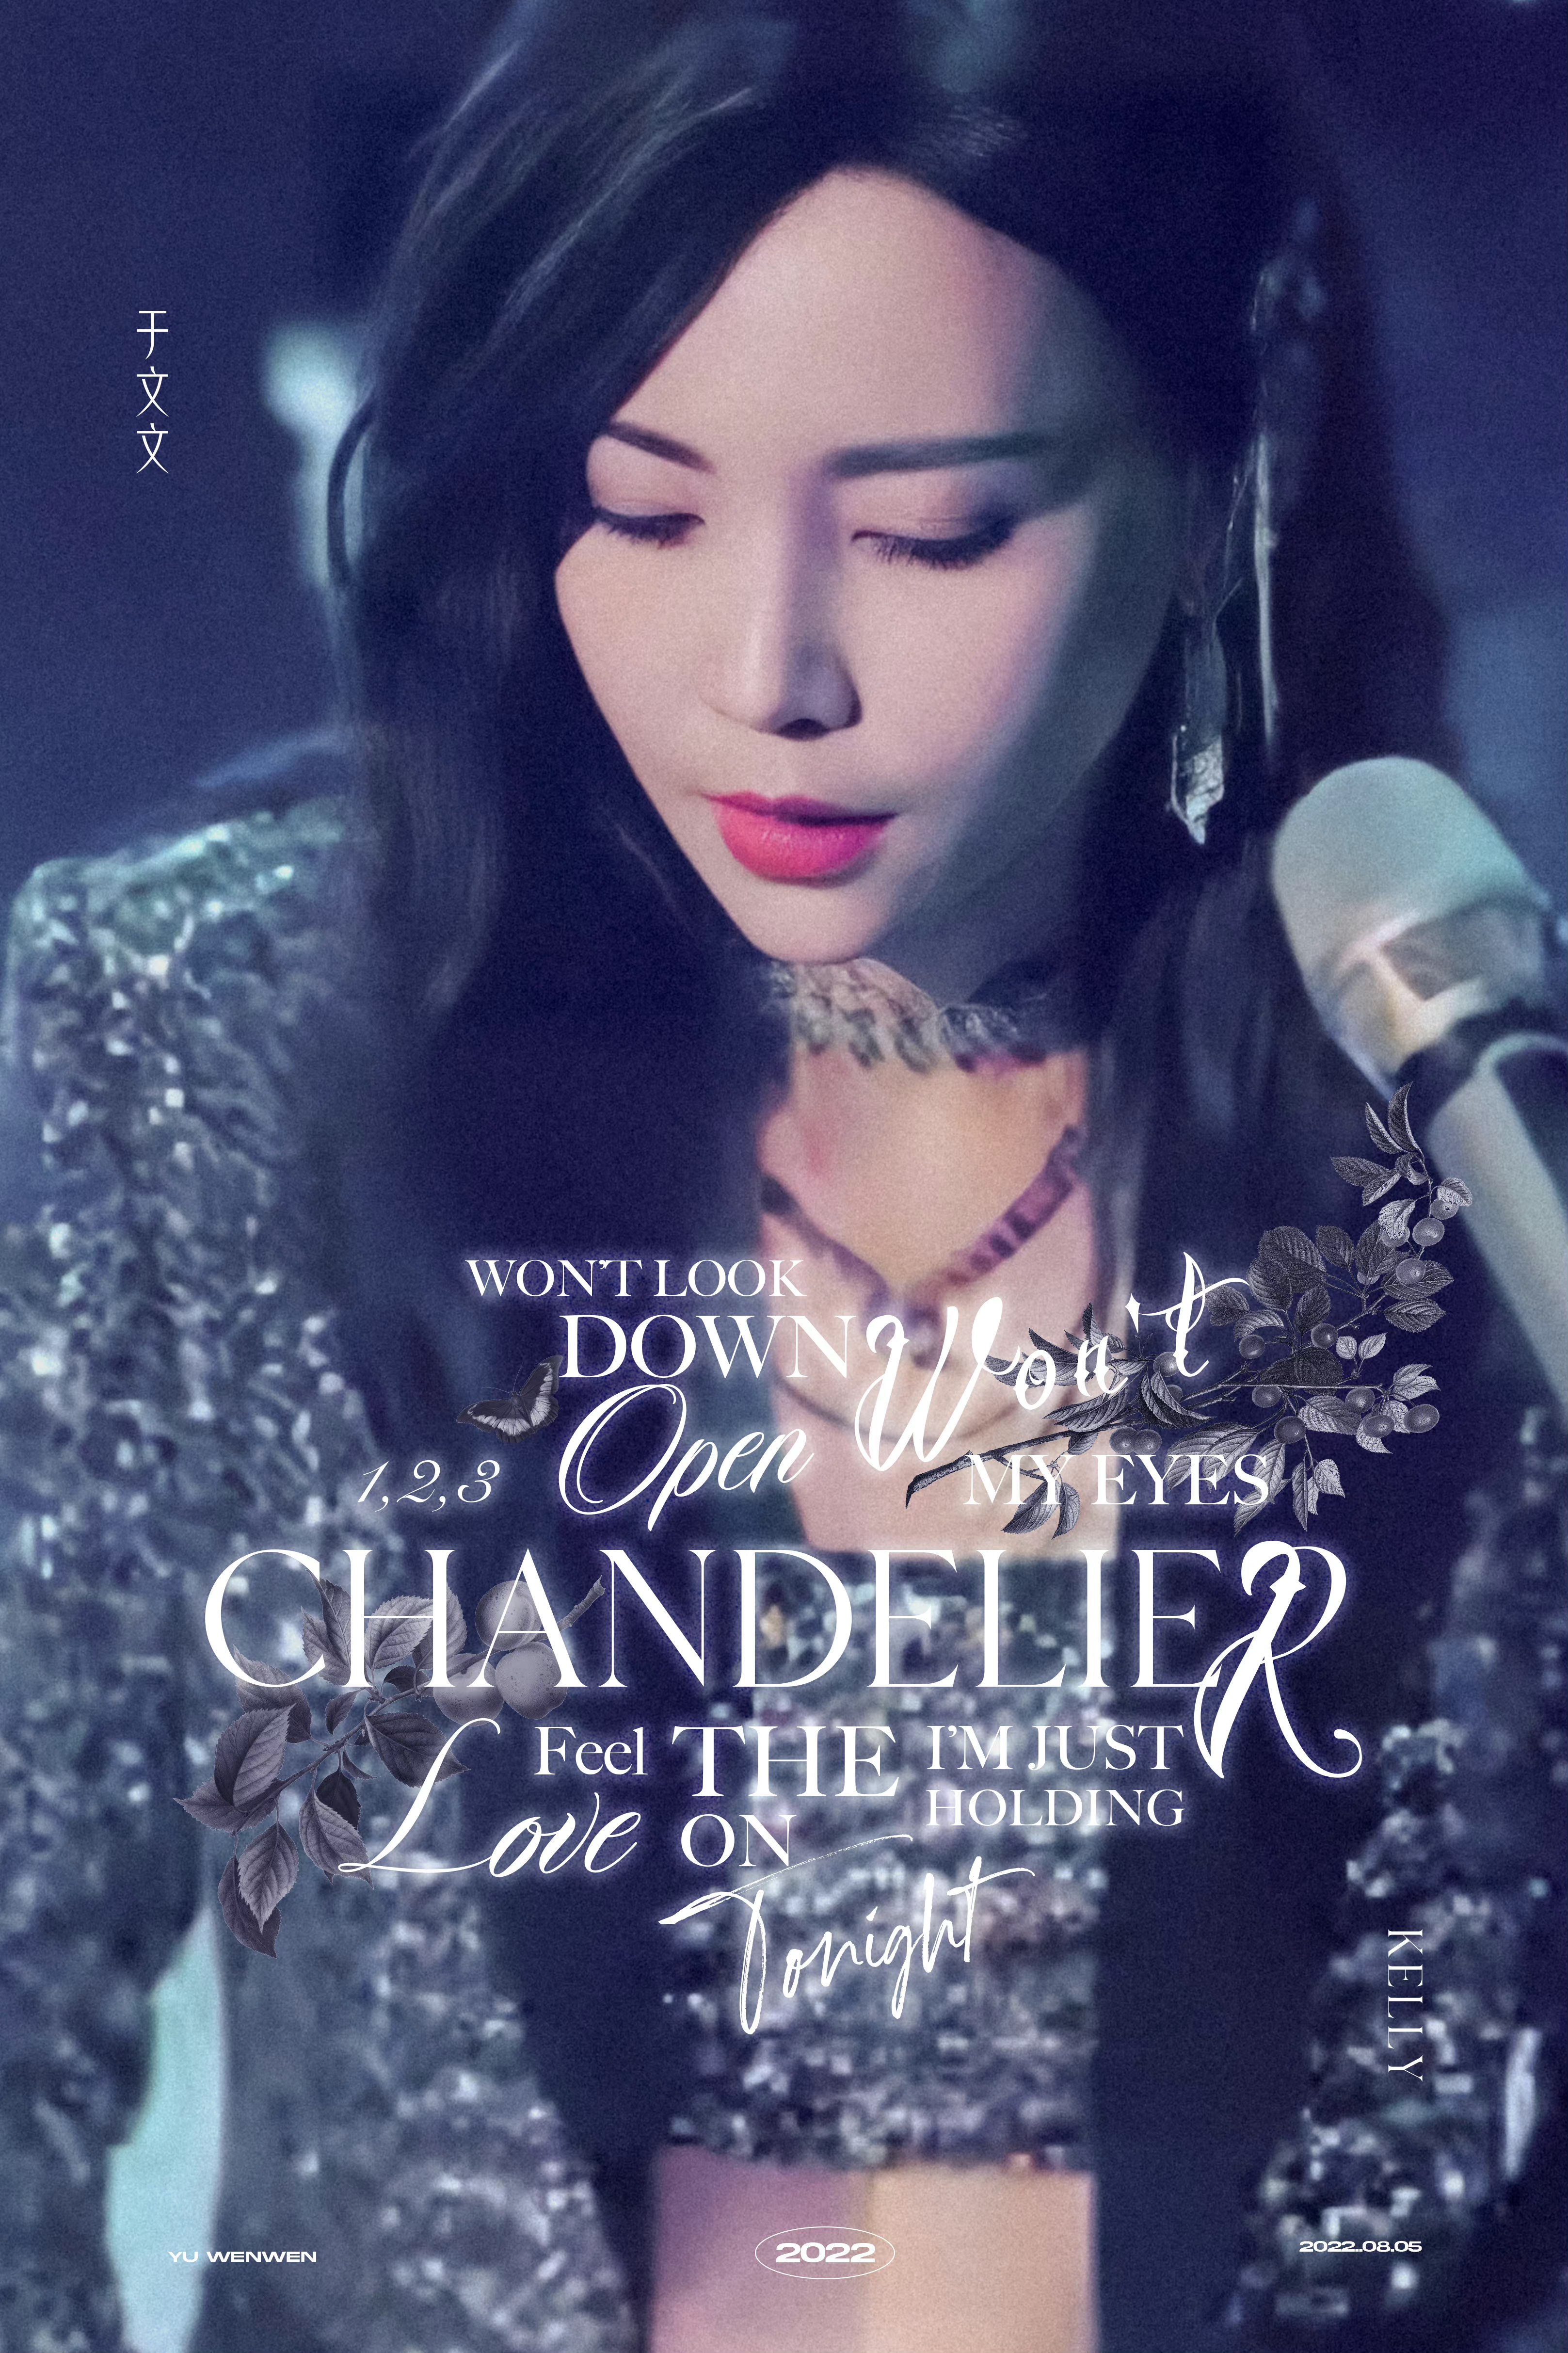 于文文
WON'T LOOK
DOWN Won't
Open MY EYES
1,2,3
CHANDELIER
Feel THE I'M JUST
Love ON HOLDING
Tonight
KELLY
YU WENWEN
2022
2022.08.05